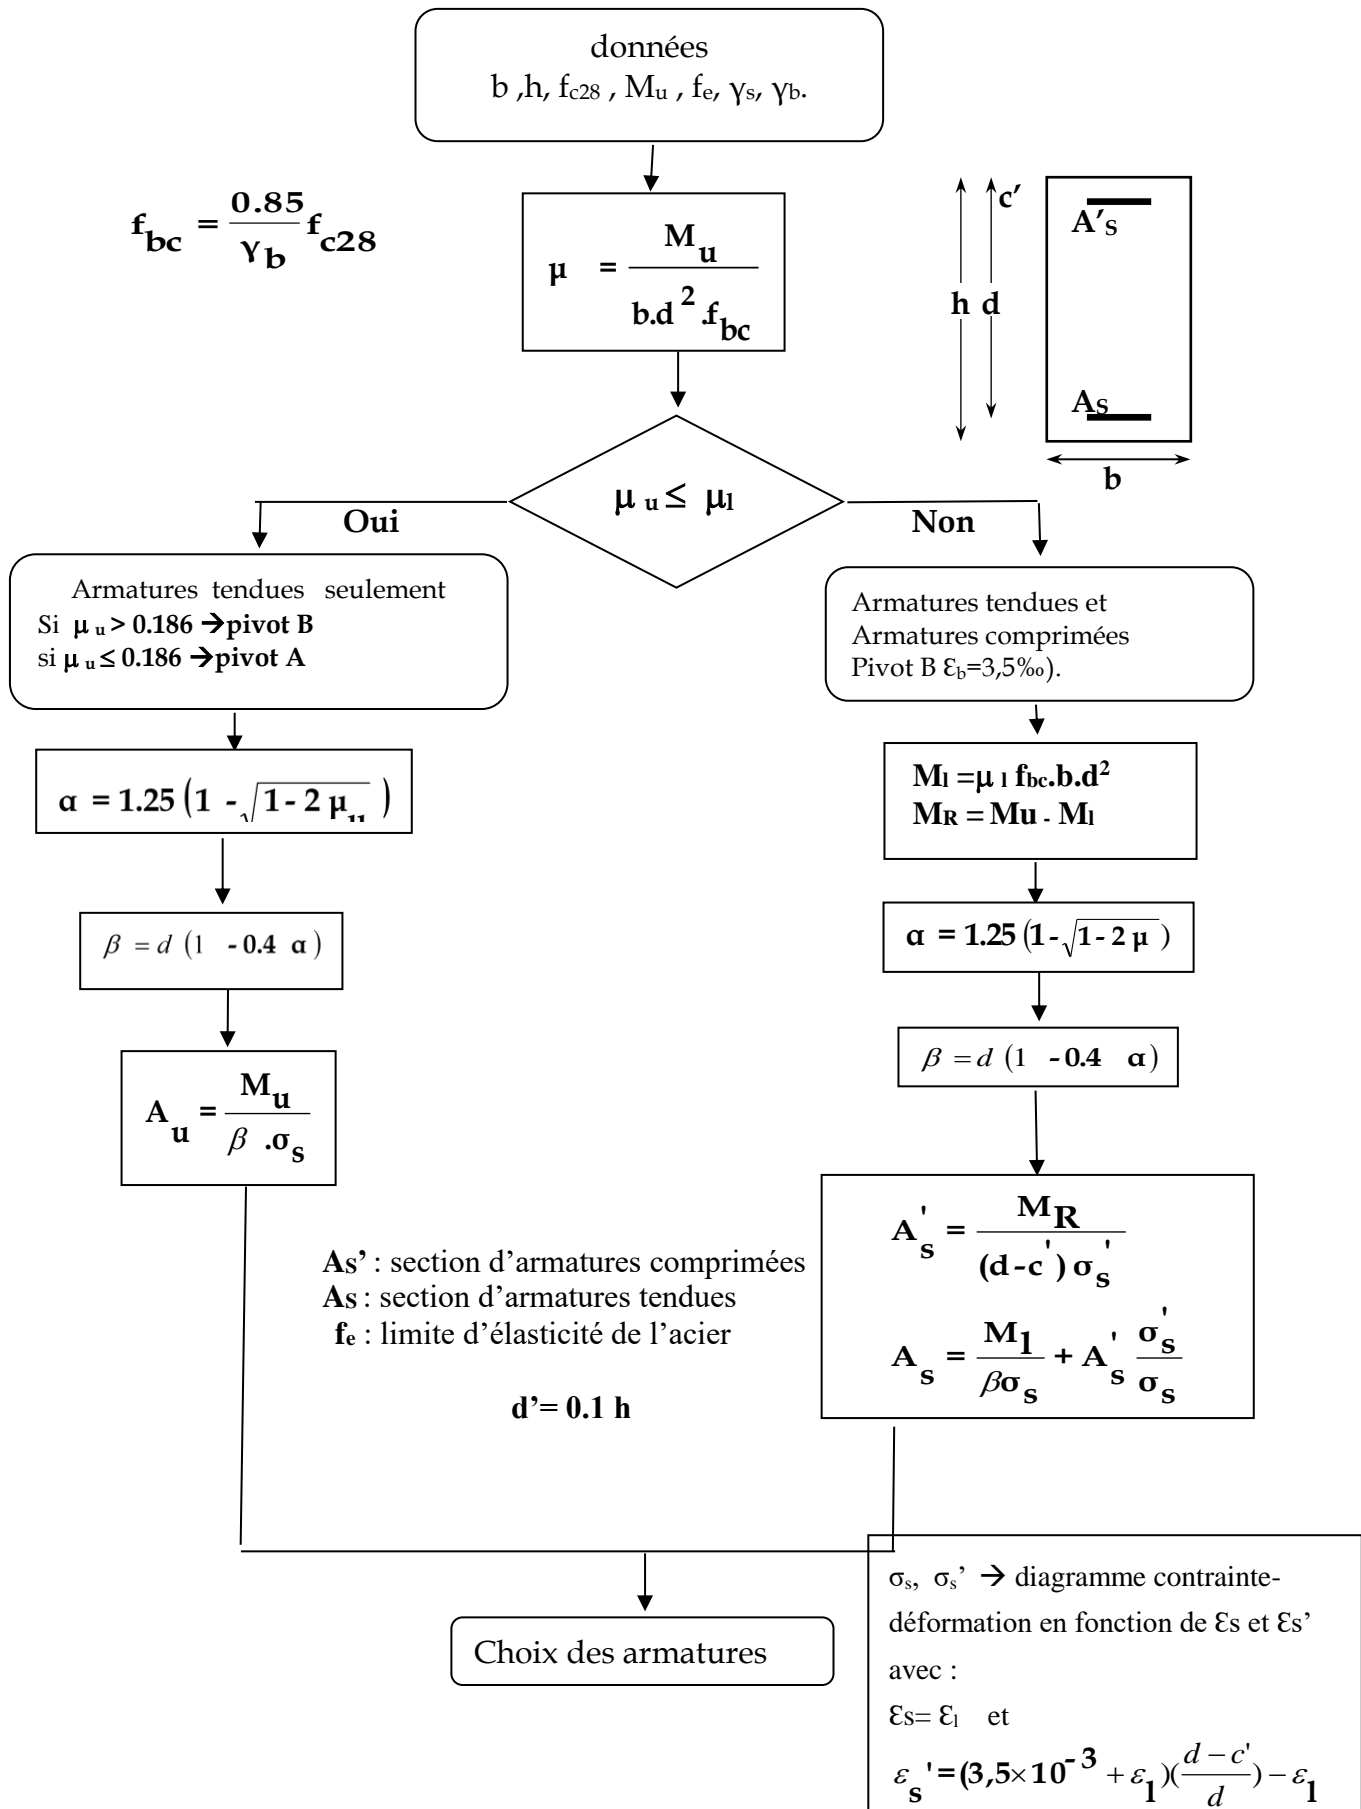 données
b ,h, fc28 , Mu , fe, γs, γb.
fbc = 0.85/γb fc28
μ = Mu / b.d².fbc
c′
A′s
h d
As
b
μ u ≤ μl
Oui
Non
Armatures tendues seulement
Si μ u > 0.186 →pivot B
si μ u ≤ 0.186 →pivot A
Armatures tendues et
Armatures comprimées
Pivot B Ɛb=3,5‰).
α = 1.25 (1 - √1 - 2 μu )
Ml =μ l fbc.b.d²
MR = Mu - Ml
β = d (1 - 0.4 α)
α = 1.25 (1 - √1 - 2 μ )
β = d (1 - 0.4 α)
Au = Mu / β .σs
A's = MR / (d - c') σs'
As = Ml / βσs + A's σs' / σs
As’ : section d’armatures comprimées
As : section d’armatures tendues
fe : limite d’élasticité de l’acier
d’= 0.1 h
Choix des armatures
σs, σs’ → diagramme contrainte-
déformation en fonction de Ɛs et Ɛs’
avec :
Ɛs= Ɛl et
εs '=(3,5×10⁻³ + εl)((d − c')/d) − εl